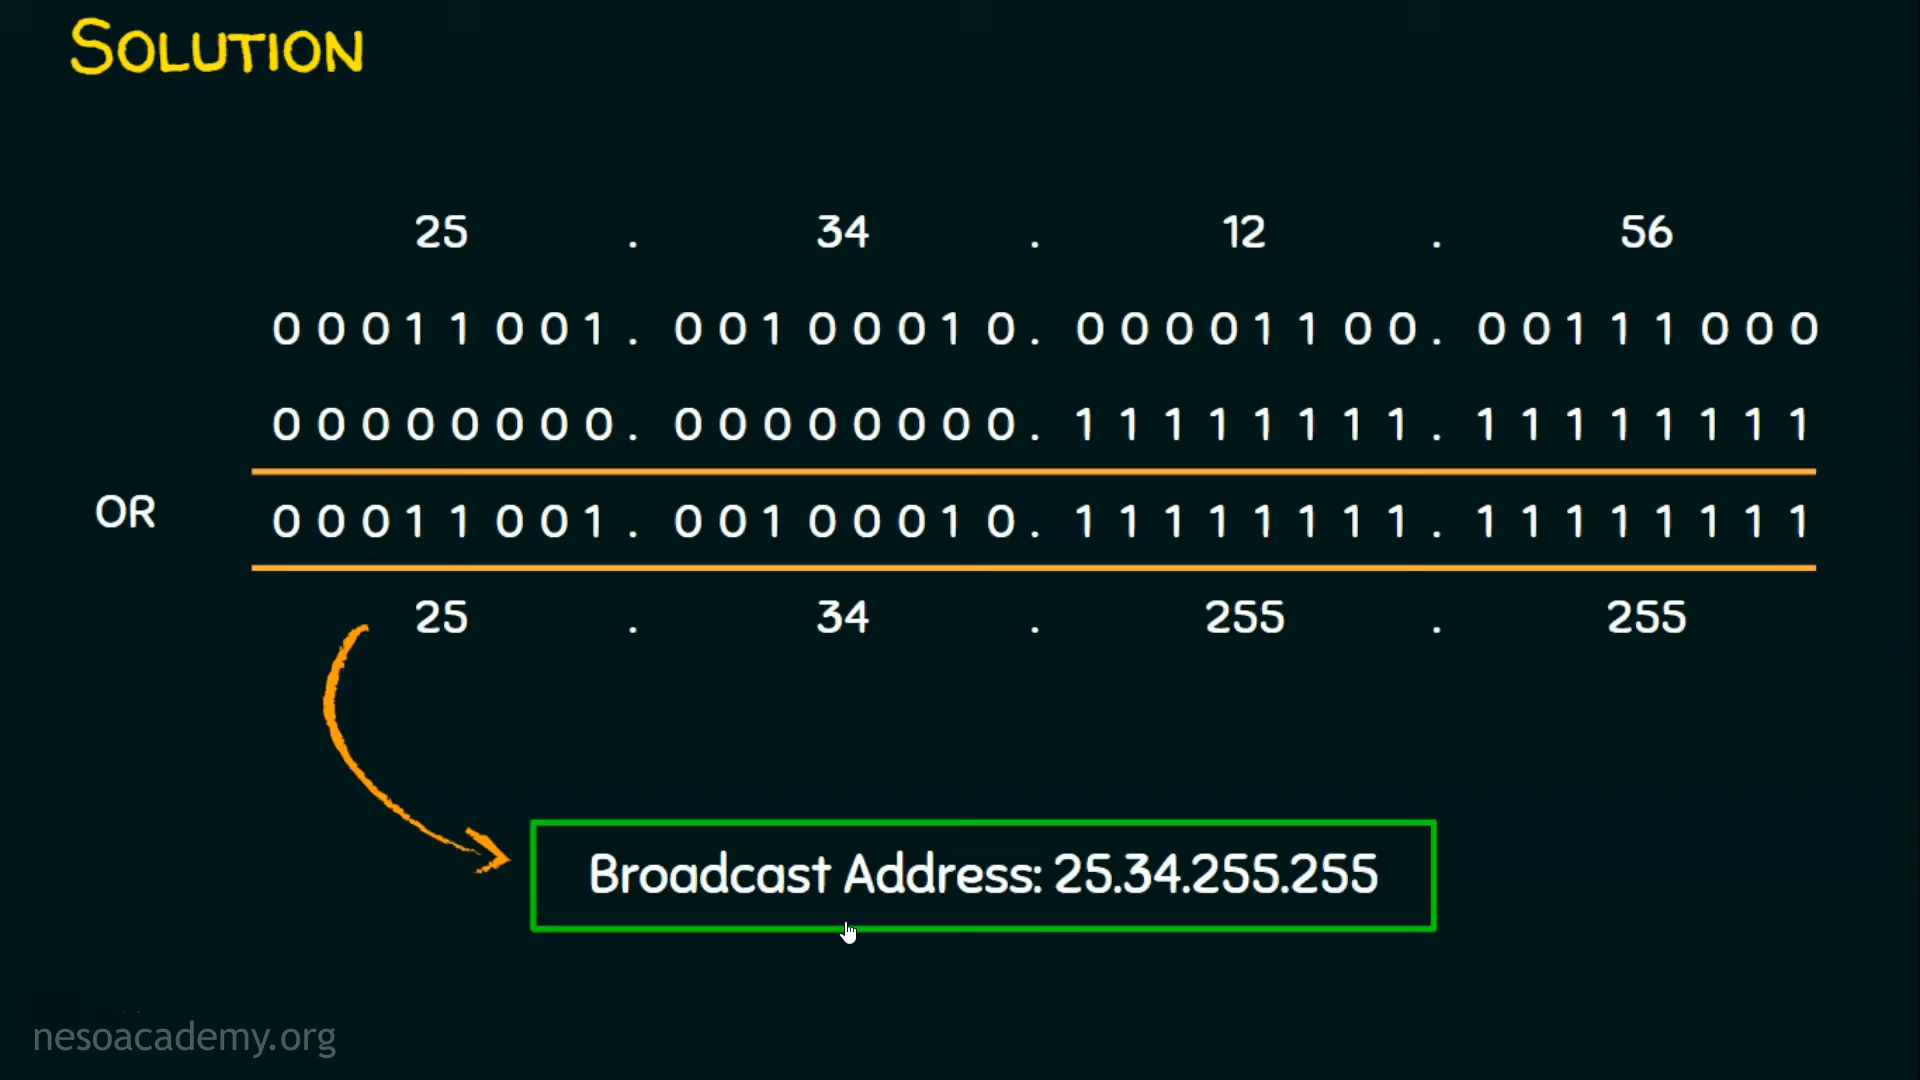 SOLUTION
25 . 34 . 12 . 56
0 0 0 1 1 0 0 1 . 0 0 1 0 0 0 1 0 . 0 0 0 0 1 1 0 0 . 0 0 1 1 1 0 0 0
0 0 0 0 0 0 0 0 . 0 0 0 0 0 0 0 0 . 1 1 1 1 1 1 1 1 . 1 1 1 1 1 1 1 1
OR 0 0 0 1 1 0 0 1 . 0 0 1 0 0 0 1 0 . 1 1 1 1 1 1 1 1 . 1 1 1 1 1 1 1 1
25 . 34 . 255 . 255
Broadcast Address: 25.34.255.255
nesoacademy.org